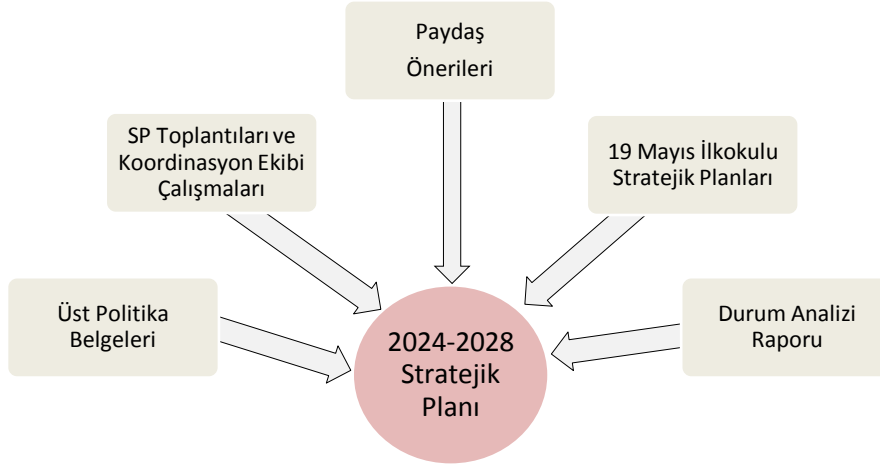 Paydaş
Önerileri
SP Toplantıları ve
Koordinasyon Ekibi
Çalışmaları
19 Mayıs İlkokulu
Stratejik Planları
Üst Politika
Belgeleri
Durum Analizi
Raporu
2024-2028
Stratejik
Planı